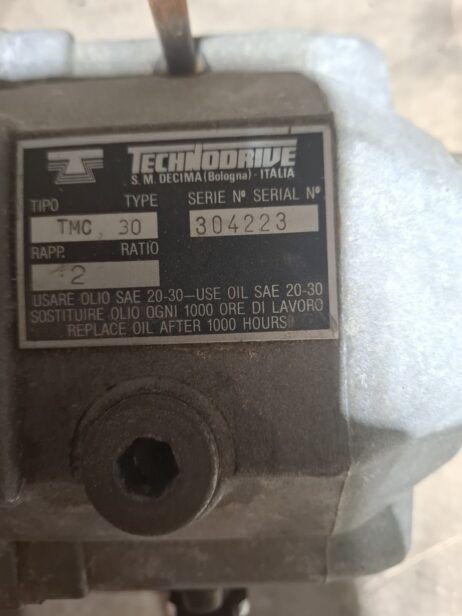 TECHNODRIVE
S. M. DECIMA (Bologna) - ITALIA
TIPO TYPE SERIE Nº SERIAL Nº
TMC, 30 304223
RAPP. RATIO
2
USARE OLIO SAE 20-30—USE OIL SAE 20-30
SOSTITUIRE OLIO OGNI 1000 ORE DI LAVORO
REPLACE OIL AFTER 1000 HOURS